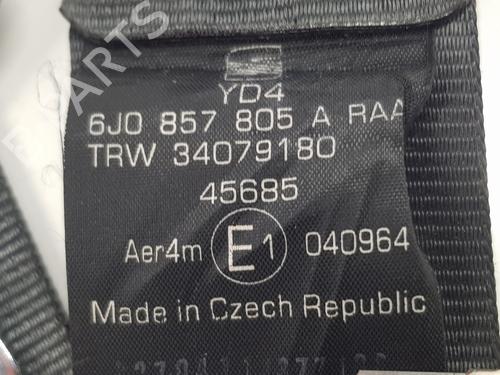 YD4
6J0 857 805 A RAA
TRW 34079180
45685
Aer4m E1 040964
Made in Czech Republic